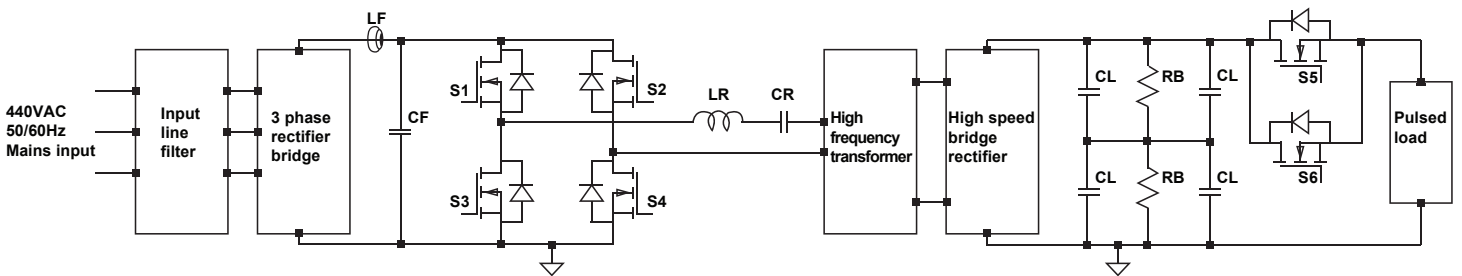 440VAC
50/60Hz
Mains input
Input
line
filter
3 phase
rectifier
bridge
LF
CF
S1
S2
S3
S4
LR
CR
High
frequency
transformer
High speed
bridge
rectifier
CL
RB
CL
CL
RB
CL
S5
S6
Pulsed
load